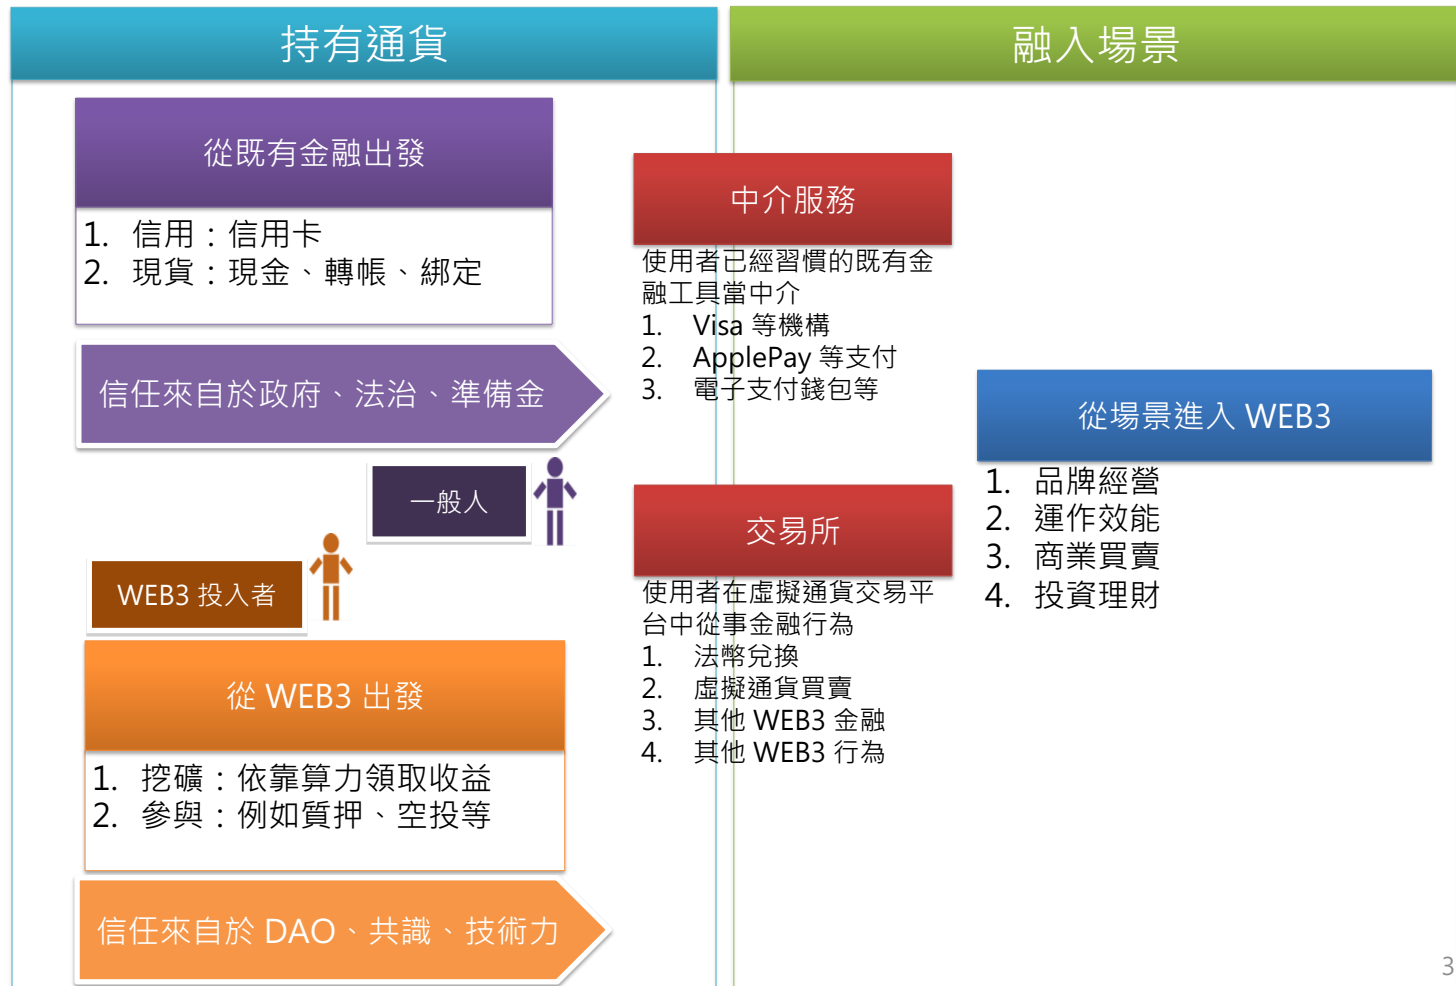 持有通貨
融入場景
從既有金融出發
1. 信用：信用卡
2. 現貨：現金、轉帳、綁定
信任來自於政府、法治、準備金
一般人
WEB3 投入者
從 WEB3 出發
1. 挖礦：依靠算力領取收益
2. 參與：例如質押、空投等
信任來自於 DAO、共識、技術力
中介服務
使用者已經習慣的既有金
融工具當中介
1. Visa 等機構
2. ApplePay 等支付
3. 電子支付錢包等
交易所
使用者在虛擬通貨交易平
台中從事金融行為
1. 法幣兌換
2. 虛擬通貨買賣
3. 其他 WEB3 金融
4. 其他 WEB3 行為
從場景進入 WEB3
1. 品牌經營
2. 運作效能
3. 商業買賣
4. 投資理財
3